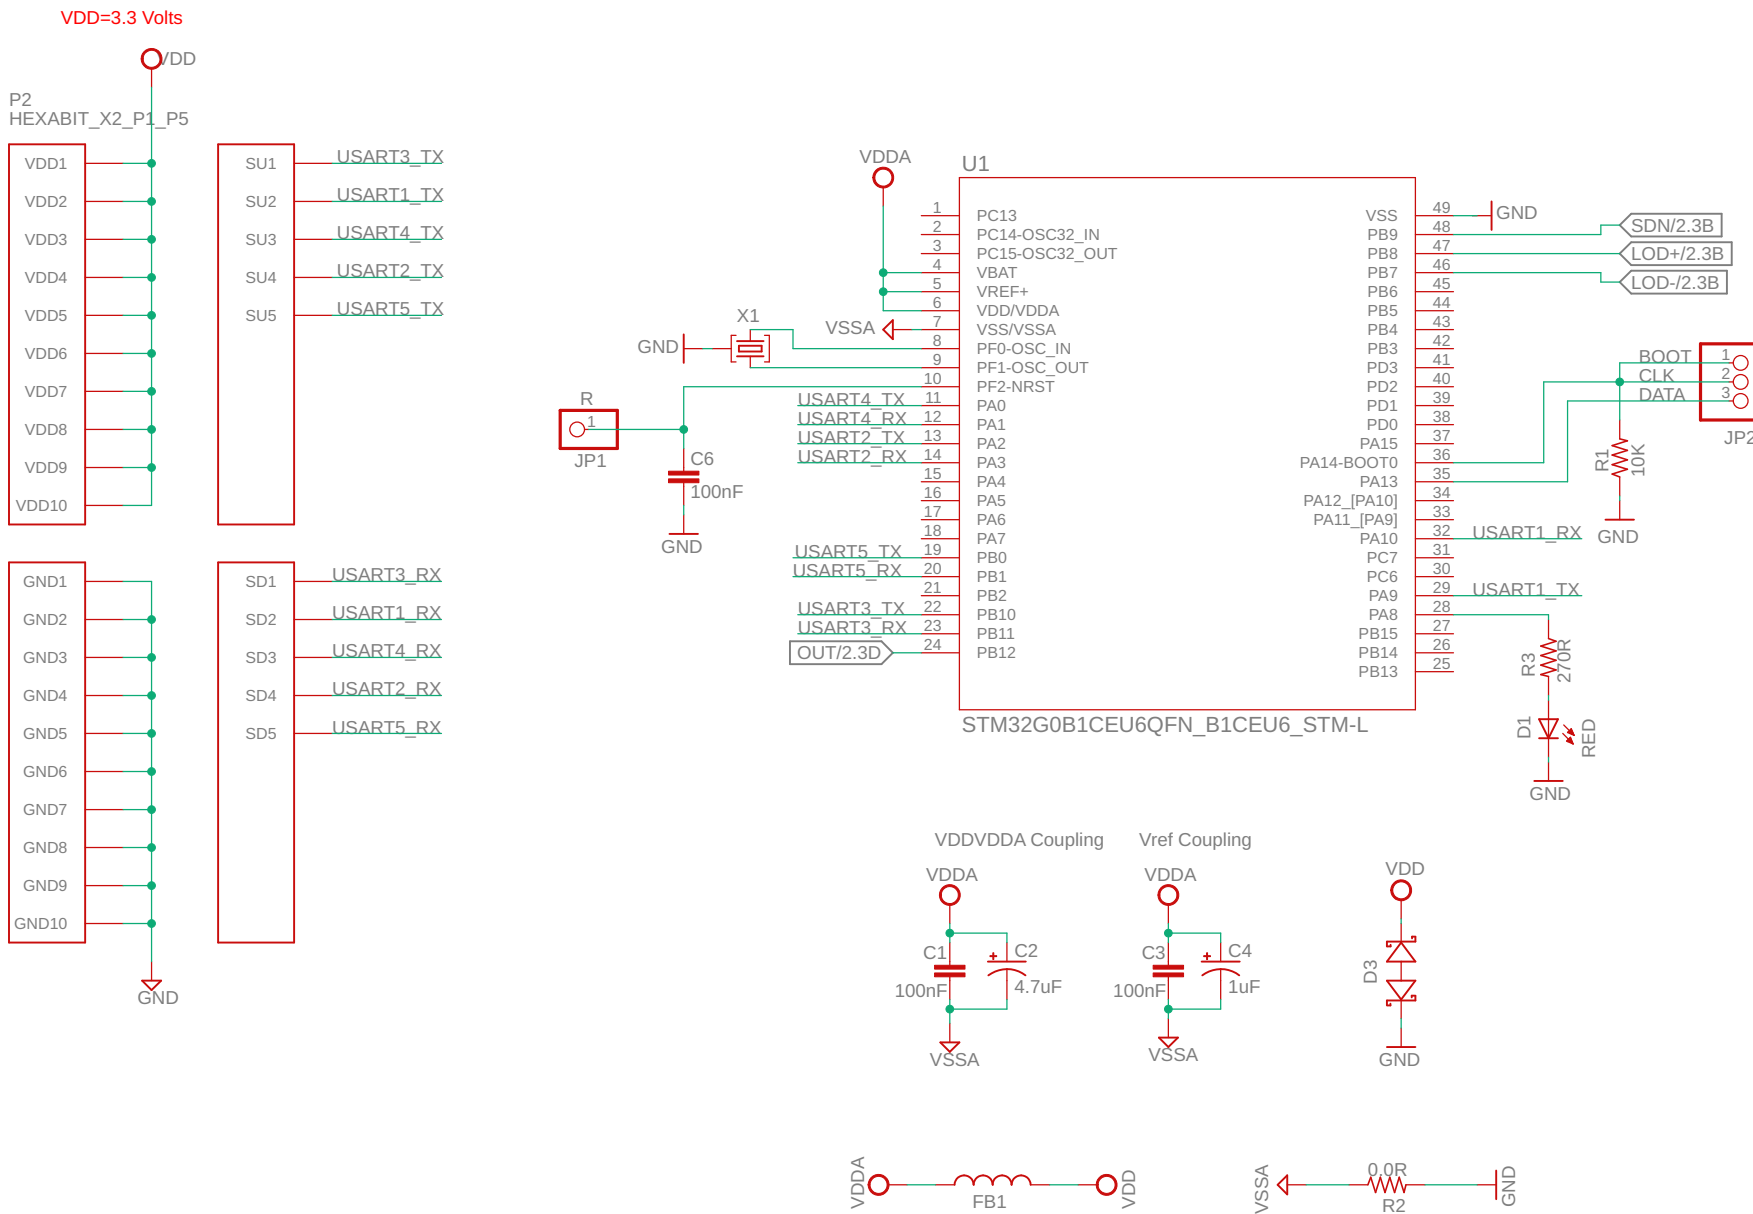 VDD=3.3 Volts
VDD
P2
HEXABIT_X2_P1_P5
VDD1
VDD2
VDD3
VDD4
VDD5
VDD6
VDD7
VDD8
VDD9
VDD10
SU1 USART3_TX
SU2 USART1_TX
SU3 USART4_TX
SU4 USART2_TX
SU5 USART5_TX
GND1
GND2
GND3
GND4
GND5
GND6
GND7
GND8
GND9
GND10
GND
SD1 USART3_RX
SD2 USART1_RX
SD3 USART4_RX
SD4 USART2_RX
SD5 USART5_RX
R
1
JP1
C6
100nF
GND
GND
X1
VSSA
VDDA
U1
1 PC13
2 PC14-OSC32_IN
3 PC15-OSC32_OUT
4 VBAT
5 VREF+
6 VDD/VDDA
7 VSS/VSSA
8 PF0-OSC_IN
9 PF1-OSC_OUT
10 PF2-NRST
USART4_TX 11 PA0
USART4_RX 12 PA1
USART2_TX 13 PA2
USART2_RX 14 PA3
15 PA4
16 PA5
17 PA6
18 PA7
USART5_TX 19 PB0
USART5_RX 20 PB1
21 PB2
USART3_TX 22 PB10
USART3_RX 23 PB11
OUT/2.3D 24 PB12
VSS 49 GND
PB9 48 SDN/2.3B
PB8 47 LOD+/2.3B
PB7 46 LOD-/2.3B
PB6 45
PB5 44
PB4 43
PB3 42
PD3 41
PD2 40
PD1 39
PD0 38
PA15 37
PA14-BOOT0 36
PA13 35
PA12_[PA10] 34
PA11_[PA9] 33
PA10 32 USART1_RX
PC7 31
PC6 30
PA9 29 USART1_TX
PA8 28
PB15 27
PB14 26
PB13 25
STM32G0B1CEU6QFN_B1CEU6_STM-L
BOOT 1
CLK 2
DATA 3
JP2
R1
10K
GND
R3
270R
D1
RED
GND
VDDVDDA Coupling
VDDA
C1
100nF
C2
4.7uF
VSSA
Vref Coupling
VDDA
C3
100nF
C4
1uF
VSSA
VDD
D3
GND
VDDA
FB1
VDD
VSSA
0.0R
R2
GND